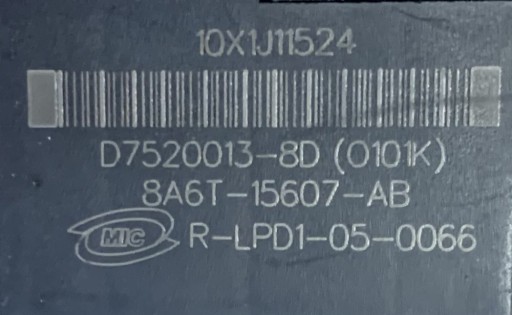 10X1J11524
D7520013-8D (0101K)
8A6T-15607-AB
MIC R-LPD1-05-0066